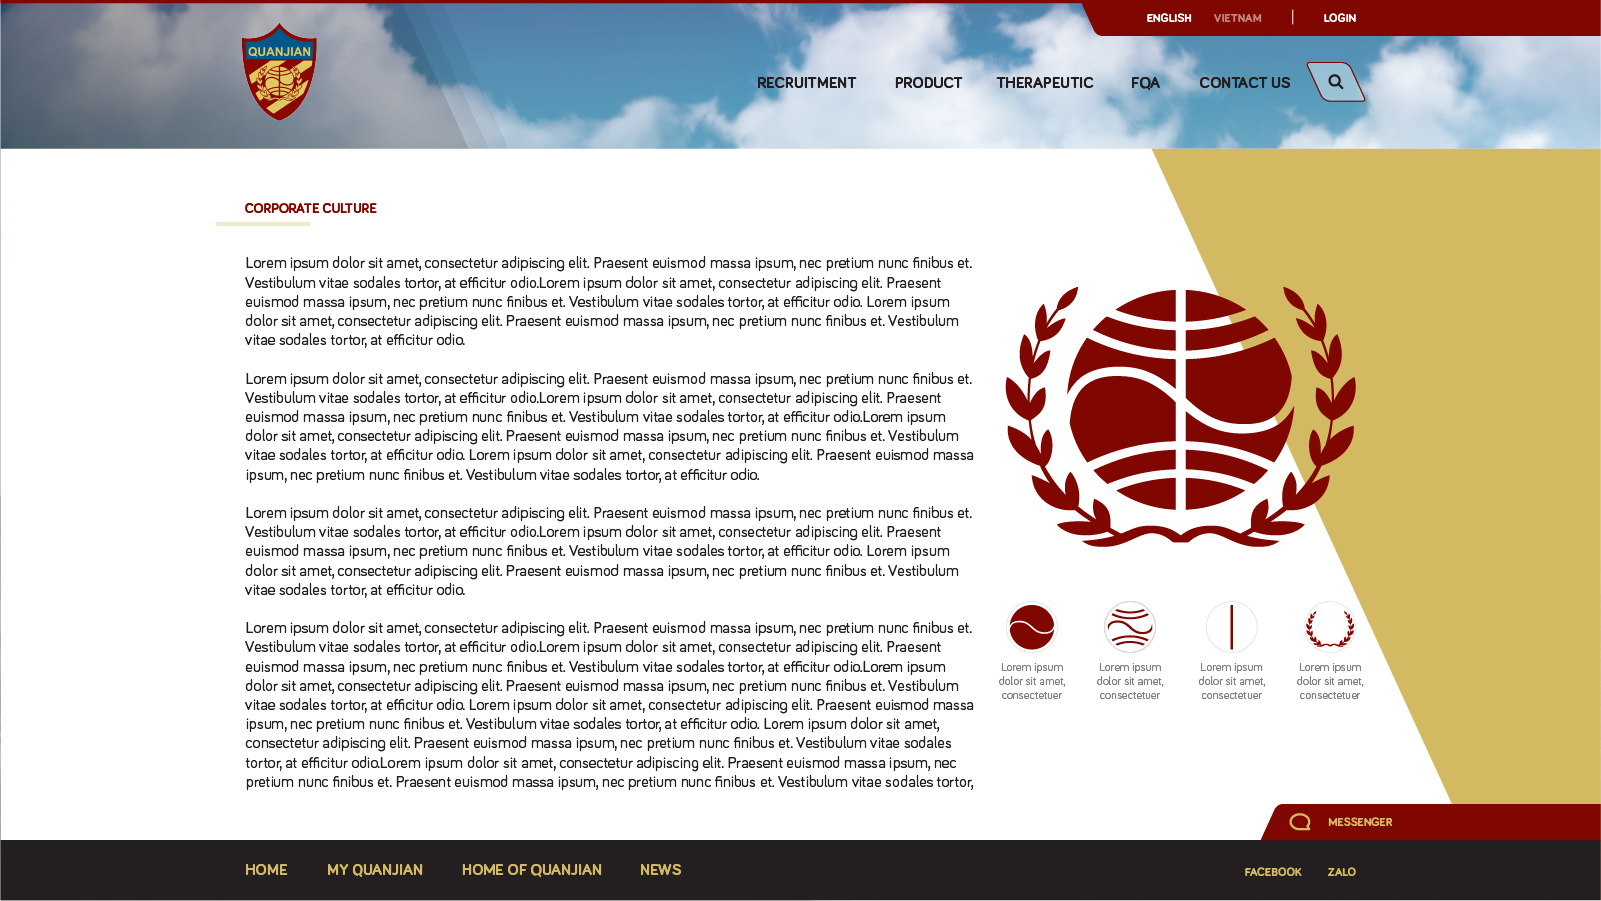 ENGLISH VIETNAM LOGIN
QUANJIAN
RECRUITMENT PRODUCT THERAPEUTIC FQA CONTACT US
CORPORATE CULTURE
Lorem ipsum dolor sit amet, consectetur adipiscing elit. Praesent euismod massa ipsum, nec pretium nunc finibus et.
Vestibulum vitae sodales tortor, at efficitur odio.Lorem ipsum dolor sit amet, consectetur adipiscing elit. Praesent
euismod massa ipsum, nec pretium nunc finibus et. Vestibulum vitae sodales tortor, at efficitur odio. Lorem ipsum
dolor sit amet, consectetur adipiscing elit. Praesent euismod massa ipsum, nec pretium nunc finibus et. Vestibulum
vitae sodales tortor, at efficitur odio.
Lorem ipsum dolor sit amet, consectetur adipiscing elit. Praesent euismod massa ipsum, nec pretium nunc finibus et.
Vestibulum vitae sodales tortor, at efficitur odio.Lorem ipsum dolor sit amet, consectetur adipiscing elit. Praesent
euismod massa ipsum, nec pretium nunc finibus et. Vestibulum vitae sodales tortor, at efficitur odio.Lorem ipsum
dolor sit amet, consectetur adipiscing elit. Praesent euismod massa ipsum, nec pretium nunc finibus et. Vestibulum
vitae sodales tortor, at efficitur odio. Lorem ipsum dolor sit amet, consectetur adipiscing elit. Praesent euismod massa
ipsum, nec pretium nunc finibus et. Vestibulum vitae sodales tortor, at efficitur odio.
Lorem ipsum dolor sit amet, consectetur adipiscing elit. Praesent euismod massa ipsum, nec pretium nunc finibus et.
Vestibulum vitae sodales tortor, at efficitur odio.Lorem ipsum dolor sit amet, consectetur adipiscing elit. Praesent
euismod massa ipsum, nec pretium nunc finibus et. Vestibulum vitae sodales tortor, at efficitur odio. Lorem ipsum
dolor sit amet, consectetur adipiscing elit. Praesent euismod massa ipsum, nec pretium nunc finibus et. Vestibulum
vitae sodales tortor, at efficitur odio.
Lorem ipsum dolor sit amet, consectetur adipiscing elit. Praesent euismod massa ipsum, nec pretium nunc finibus et.
Vestibulum vitae sodales tortor, at efficitur odio.Lorem ipsum dolor sit amet, consectetur adipiscing elit. Praesent
euismod massa ipsum, nec pretium nunc finibus et. Vestibulum vitae sodales tortor, at efficitur odio.Lorem ipsum
dolor sit amet, consectetur adipiscing elit. Praesent euismod massa ipsum, nec pretium nunc finibus et. Vestibulum
vitae sodales tortor, at efficitur odio. Lorem ipsum dolor sit amet, consectetur adipiscing elit. Praesent euismod massa
ipsum, nec pretium nunc finibus et. Vestibulum vitae sodales tortor, at efficitur odio. Lorem ipsum dolor sit amet,
consectetur adipiscing elit. Praesent euismod massa ipsum, nec pretium nunc finibus et. Vestibulum vitae sodales
tortor, at efficitur odio.Lorem ipsum dolor sit amet, consectetur adipiscing elit. Praesent euismod massa ipsum, nec
pretium nunc finibus et. Praesent euismod massa ipsum, nec pretium nunc finibus et. Vestibulum vitae sodales tortor,
Lorem ipsum
dolor sit amet,
consectetuer
Lorem ipsum
dolor sit amet,
consectetuer
Lorem ipsum
dolor sit amet,
consectetuer
Lorem ipsum
dolor sit amet,
consectetuer
MESSENGER
HOME MY QUANJIAN HOME OF QUANJIAN NEWS
FACEBOOK ZALO